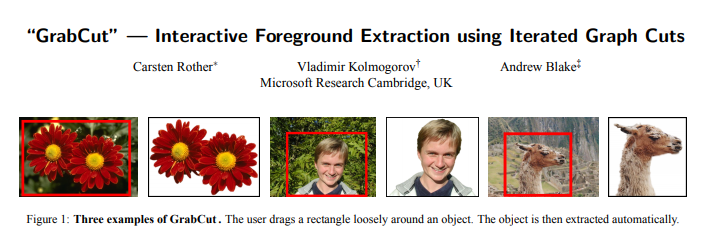 “GrabCut” — Interactive Foreground Extraction using Iterated Graph Cuts
Carsten Rother* Vladimir Kolmogorov† Andrew Blake‡
Microsoft Research Cambridge, UK
Figure 1: Three examples of GrabCut. The user drags a rectangle loosely around an object. The object is then extracted automatically.